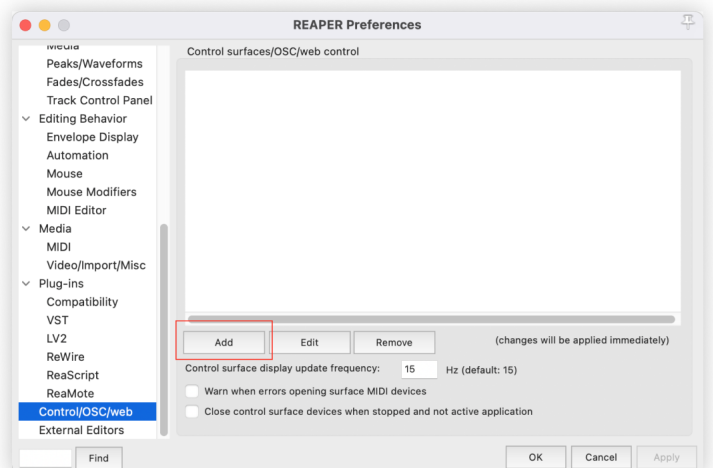 REAPER Preferences
Media
Peaks/Waveforms
Fades/Crossfades
Track Control Panel
Editing Behavior
Envelope Display
Automation
Mouse
Mouse Modifiers
MIDI Editor
Media
MIDI
Video/Import/Misc
Plug-ins
Compatibility
VST
LV2
ReWire
ReaScript
ReaMote
Control/OSC/web
External Editors
Find
Control surfaces/OSC/web control
Add Edit Remove (changes will be applied immediately)
Control surface display update frequency: 15 Hz (default: 15)
Warn when errors opening surface MIDI devices
Close control surface devices when stopped and not active application
OK Cancel Apply